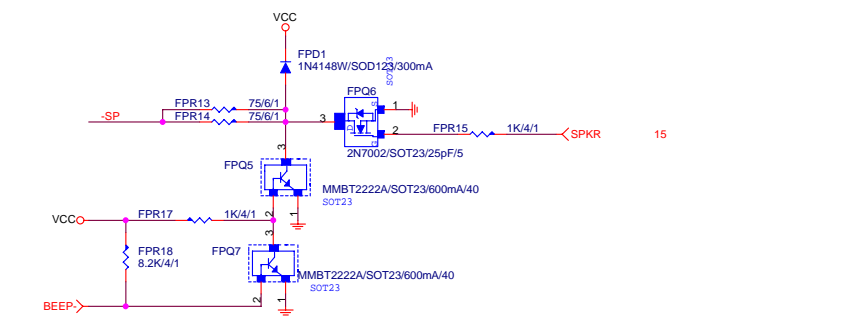 VCC
FPD1
1N4148W/SOD123/300mA
SOT23
FPQ6
FPR13 75/6/1
-SP
FPR14 75/6/1
S
1
3
D
2
G
FPR15 1K/4/1
SPKR 15
2N7002/SOT23/25pF/5
3
FPQ5
MMBT2222A/SOT23/600mA/40
SOT23
2
1
VCC
FPR17 1K/4/1
3
FPR18
8.2K/4/1
FPQ7
MMBT2222A/SOT23/600mA/40
SOT23
2
1
BEEP-